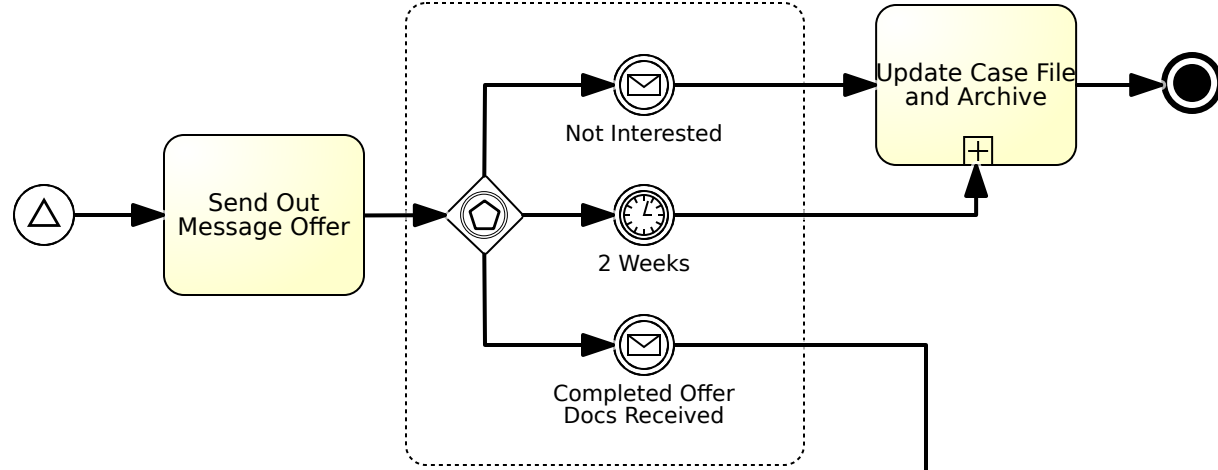 Send Out
Message Offer
Not Interested
2 Weeks
Completed Offer
Docs Received
Update Case File
and Archive